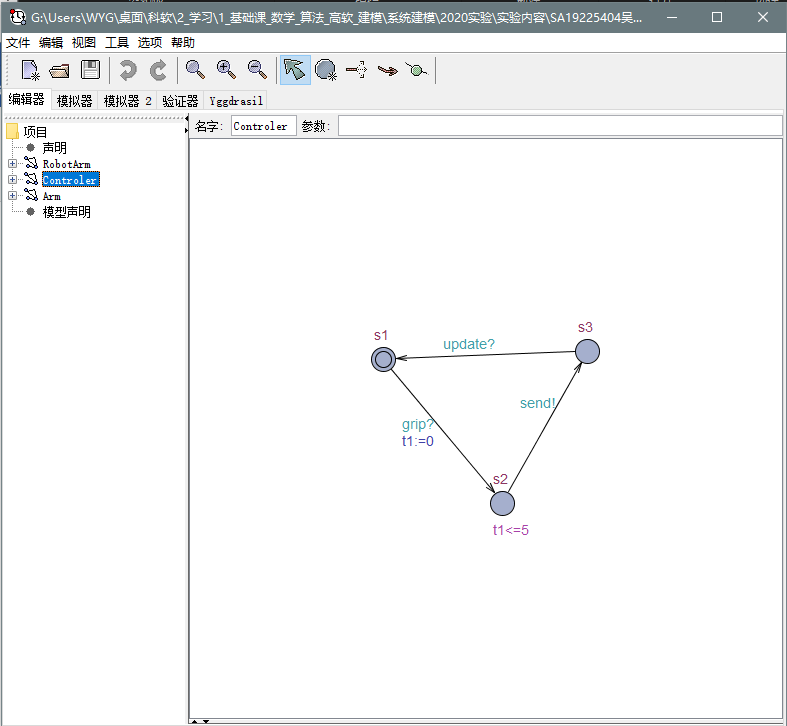 G:\Users\WYG\桌面\科软\2_学习\1_基础课_数学_算法_高软_建模\系统建模\2020实验\实验内容\SA19225404吴...
文件 编辑 视图 工具 选项 帮助
编辑器 模拟器 模拟器 2 验证器 Yggdrasil
项目
声明
RobotArm
Controler
Arm
模型声明
名字: Controler 参数:
s3
s1
update?
send!
grip?
t1:=0
s2
t1<=5